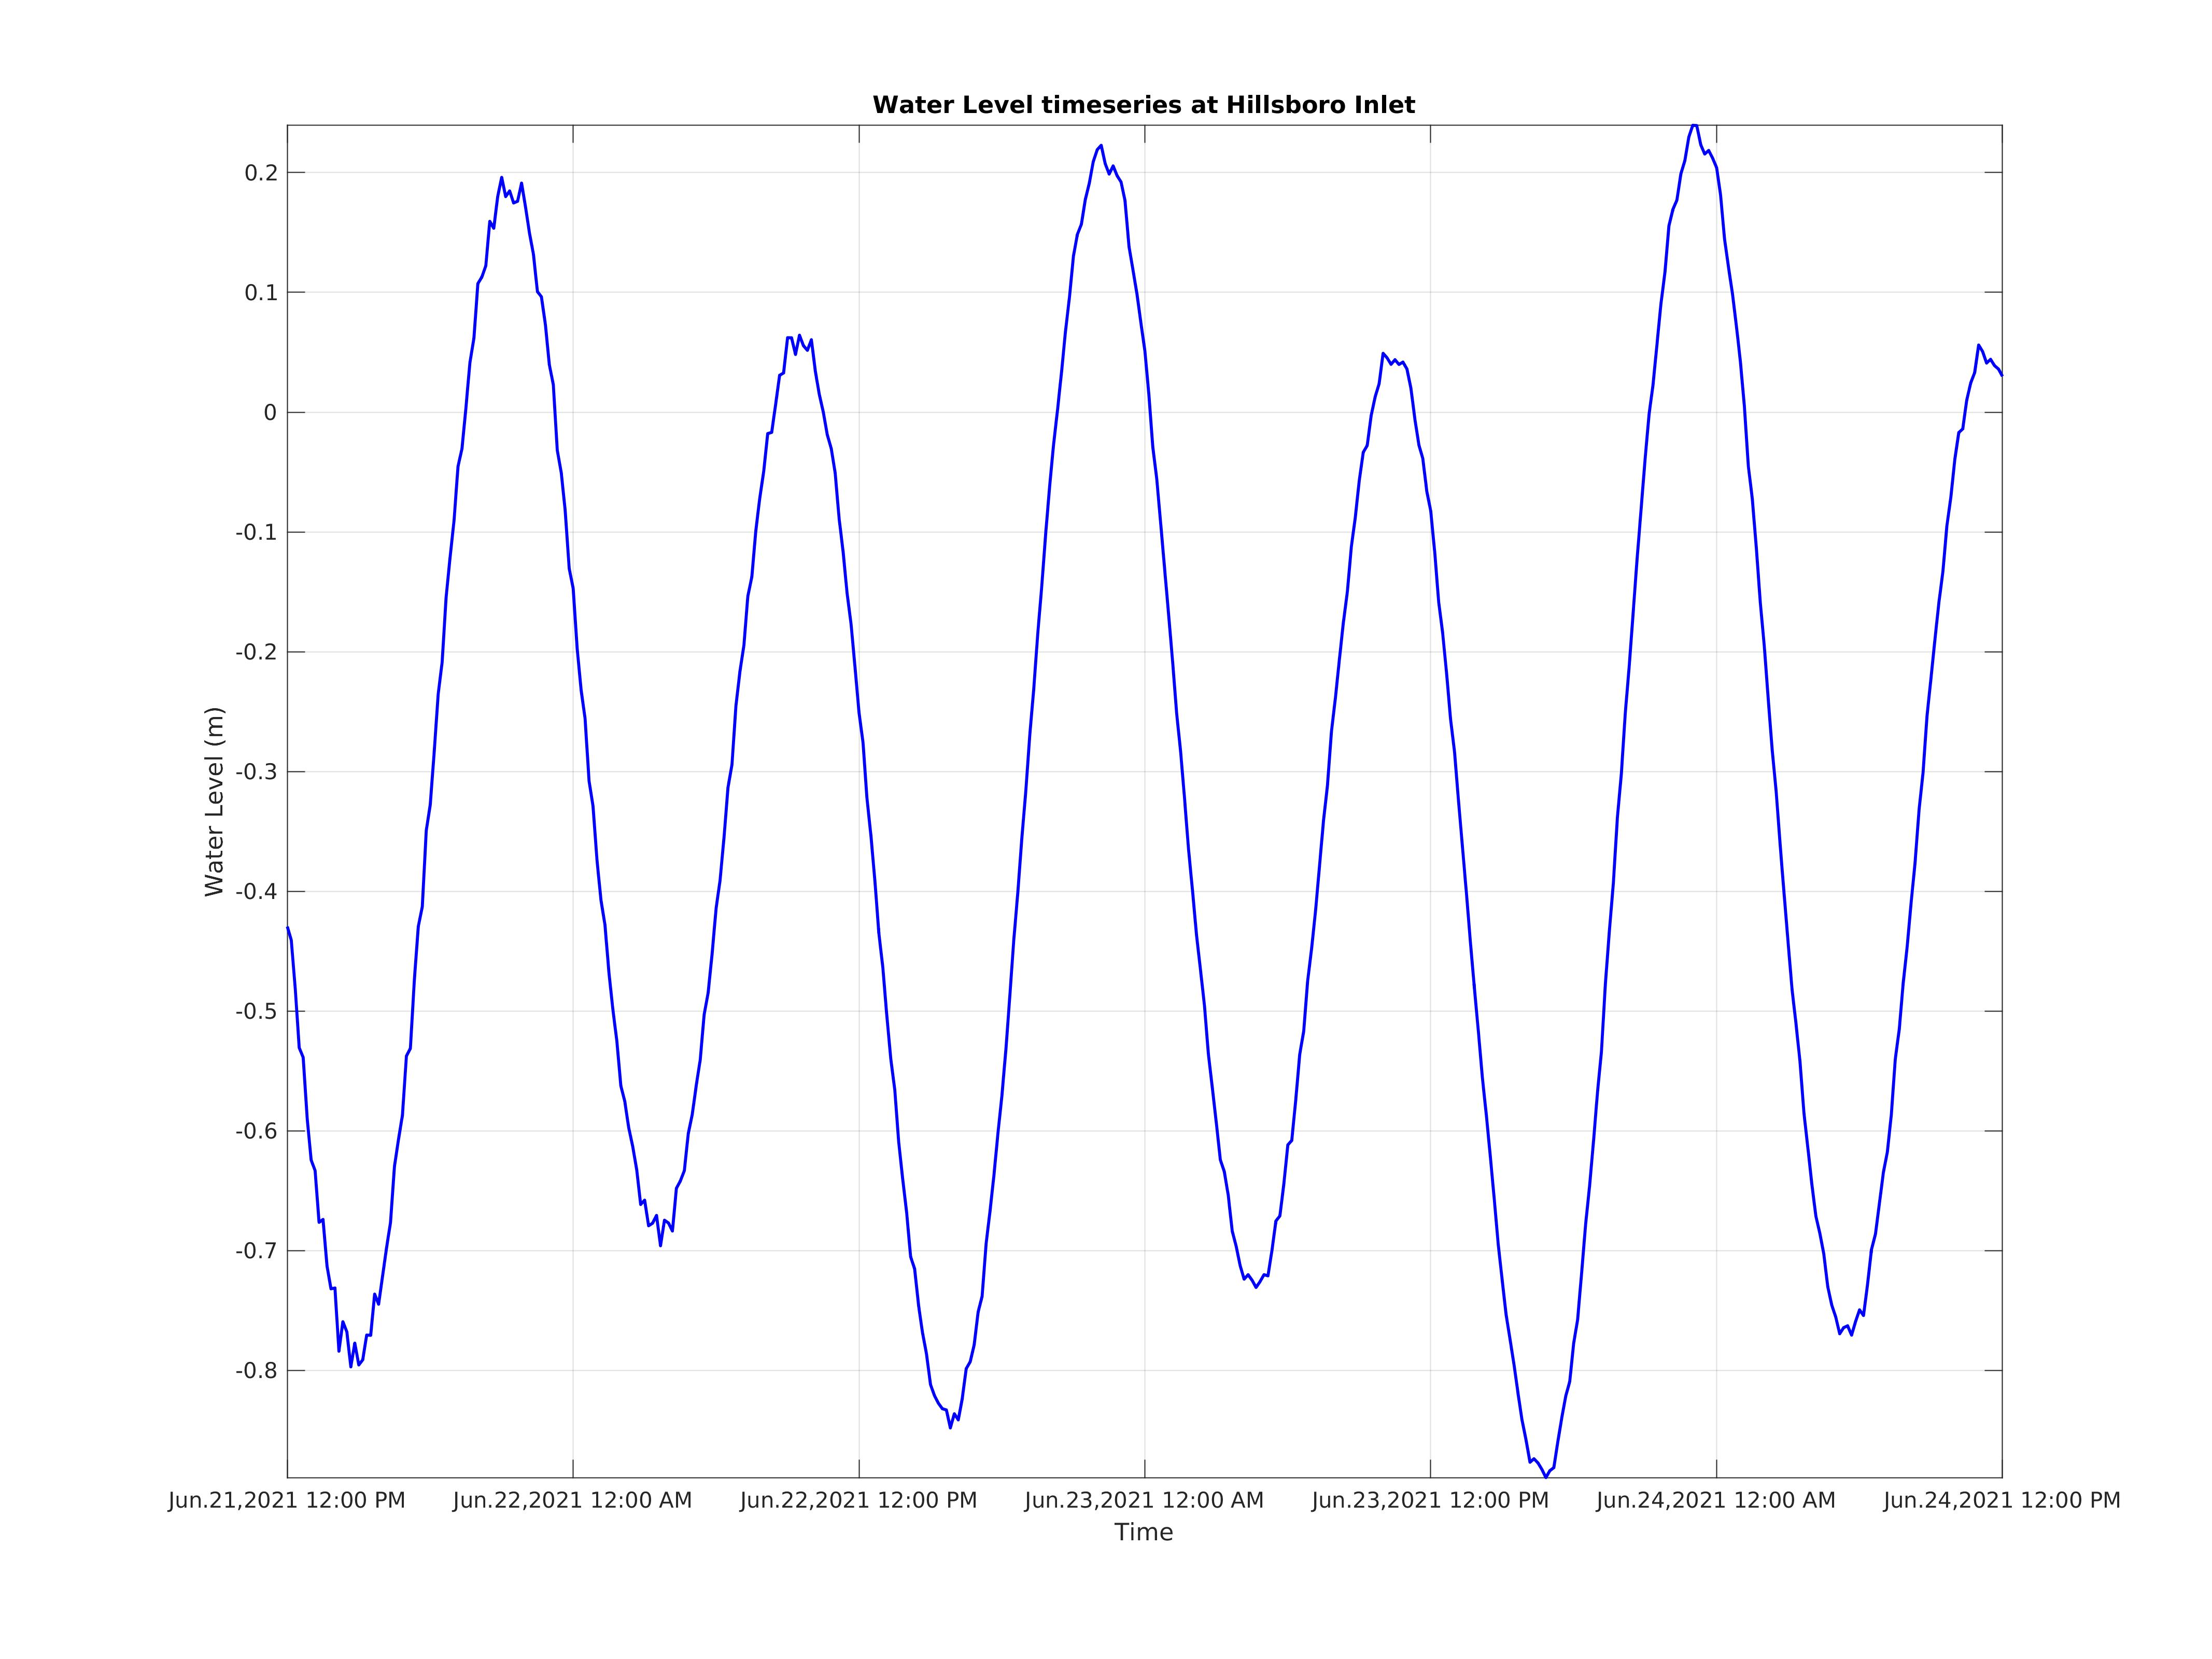 Water Level timeseries at Hillsboro Inlet
0.2
0.1
0
-0.1
-0.2
-0.3
-0.4
-0.5
-0.6
-0.7
-0.8
Water Level (m)
Jun.21,2021 12:00 PM
Jun.22,2021 12:00 AM
Jun.22,2021 12:00 PM
Jun.23,2021 12:00 AM
Jun.23,2021 12:00 PM
Jun.24,2021 12:00 AM
Jun.24,2021 12:00 PM
Time